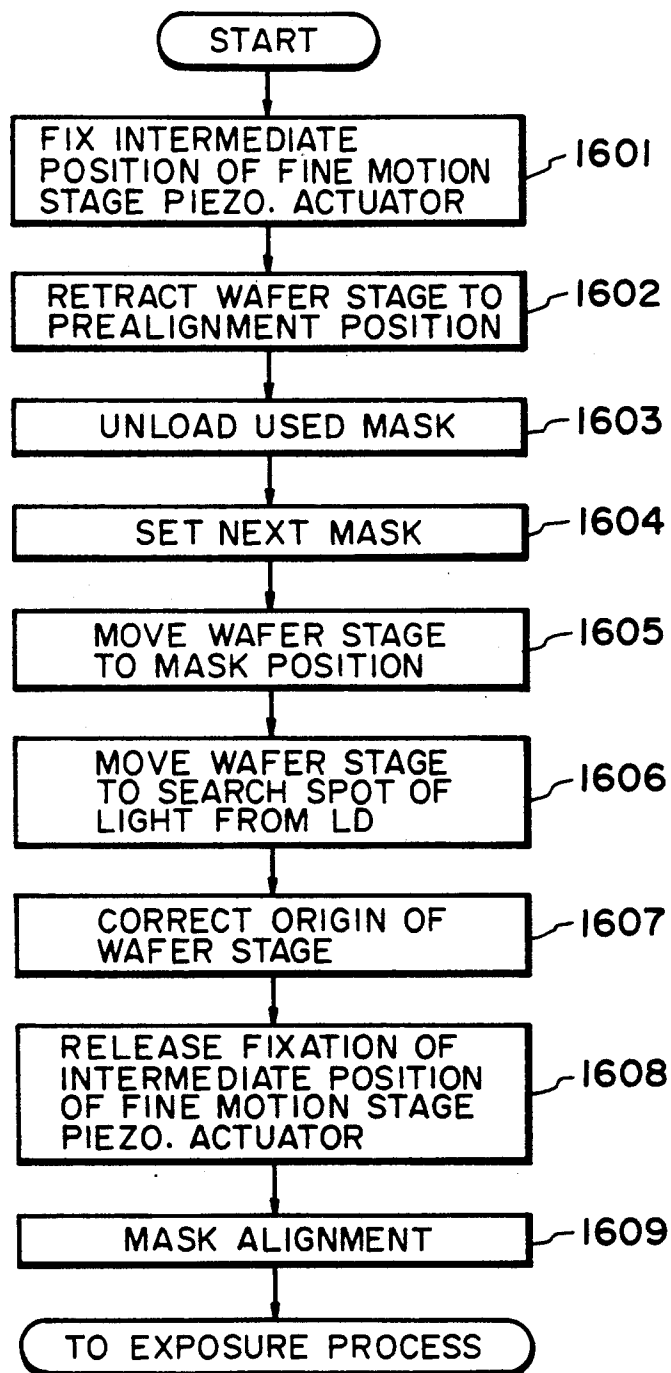 START
FIX INTERMEDIATE
POSITION OF FINE MOTION
STAGE PIEZO. ACTUATOR
1601
RETRACT WAFER STAGE TO
PREALIGNMENT POSITION
1602
UNLOAD USED MASK
1603
SET NEXT MASK
1604
MOVE WAFER STAGE
TO MASK POSITION
1605
MOVE WAFER STAGE
TO SEARCH SPOT OF
LIGHT FROM LD
1606
CORRECT ORIGIN OF
WAFER STAGE
1607
RELEASE FIXATION OF
INTERMEDIATE POSITION
OF FINE MOTION STAGE
PIEZO. ACTUATOR
1608
MASK ALIGNMENT
1609
TO EXPOSURE PROCESS